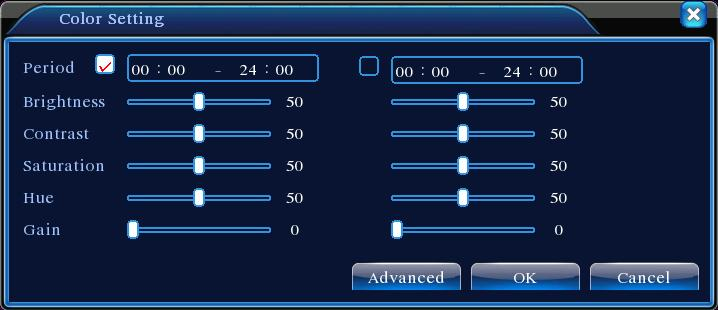 Color Setting
Period 00 : 00 - 24 : 00 00 : 00 - 24 : 00
Brightness 50 50
Contrast 50 50
Saturation 50 50
Hue 50 50
Gain 0 0
Advanced OK Cancel